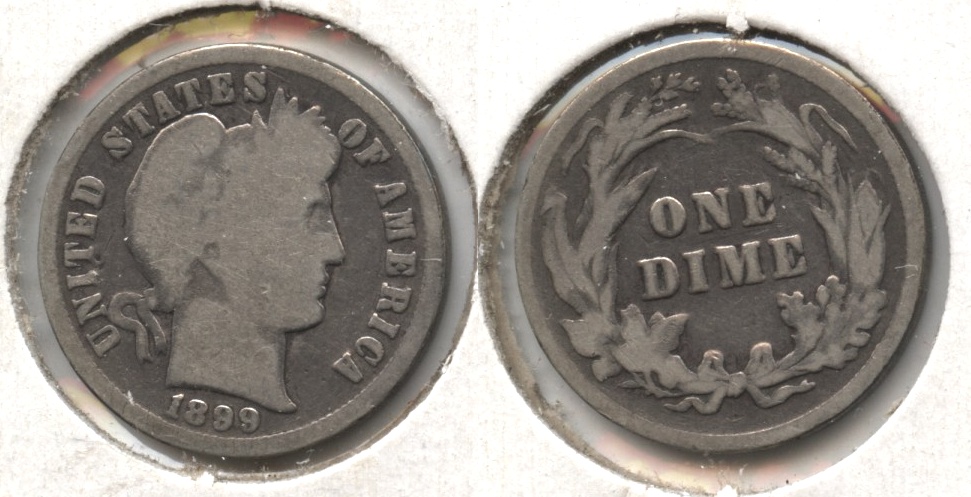 UNITED STATES OF AMERICA
1899
ONE
DIME